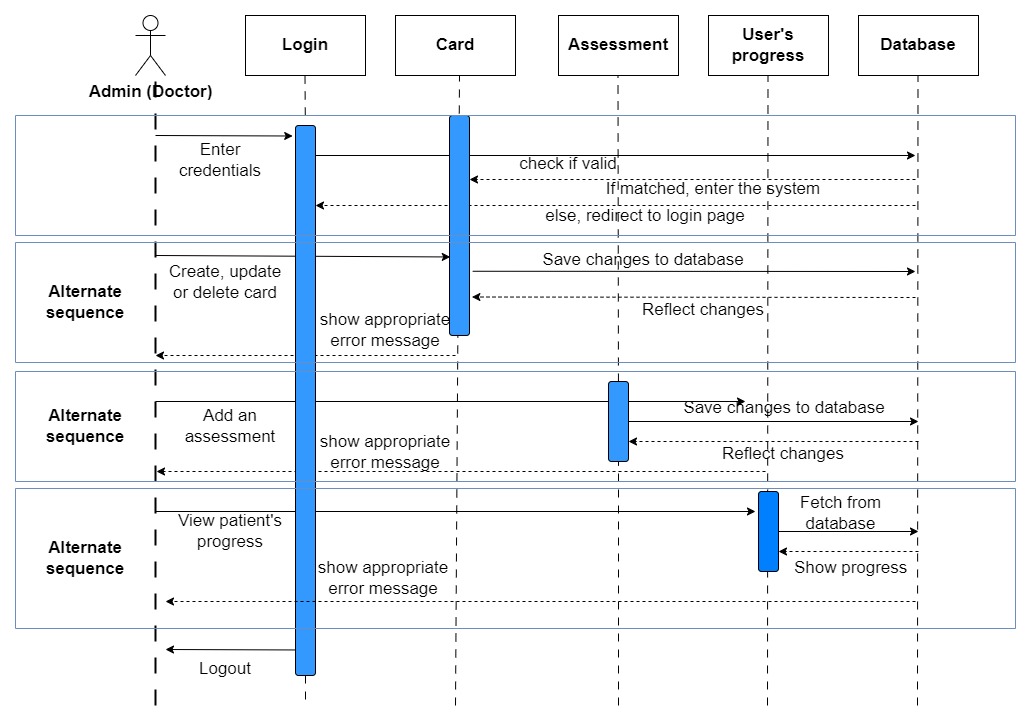 Admin (Doctor)
Login
Card
Assessment
User's
progress
Database
Enter
credentials
check if valid
If matched, enter the system
else, redirect to login page
Alternate
sequence
Create, update
or delete card
Save changes to database
Reflect changes
show appropriate
error message
Alternate
sequence
Add an
assessment
Save changes to database
Reflect changes
show appropriate
error message
Alternate
sequence
View patient's
progress
Fetch from
database
Show progress
show appropriate
error message
Logout